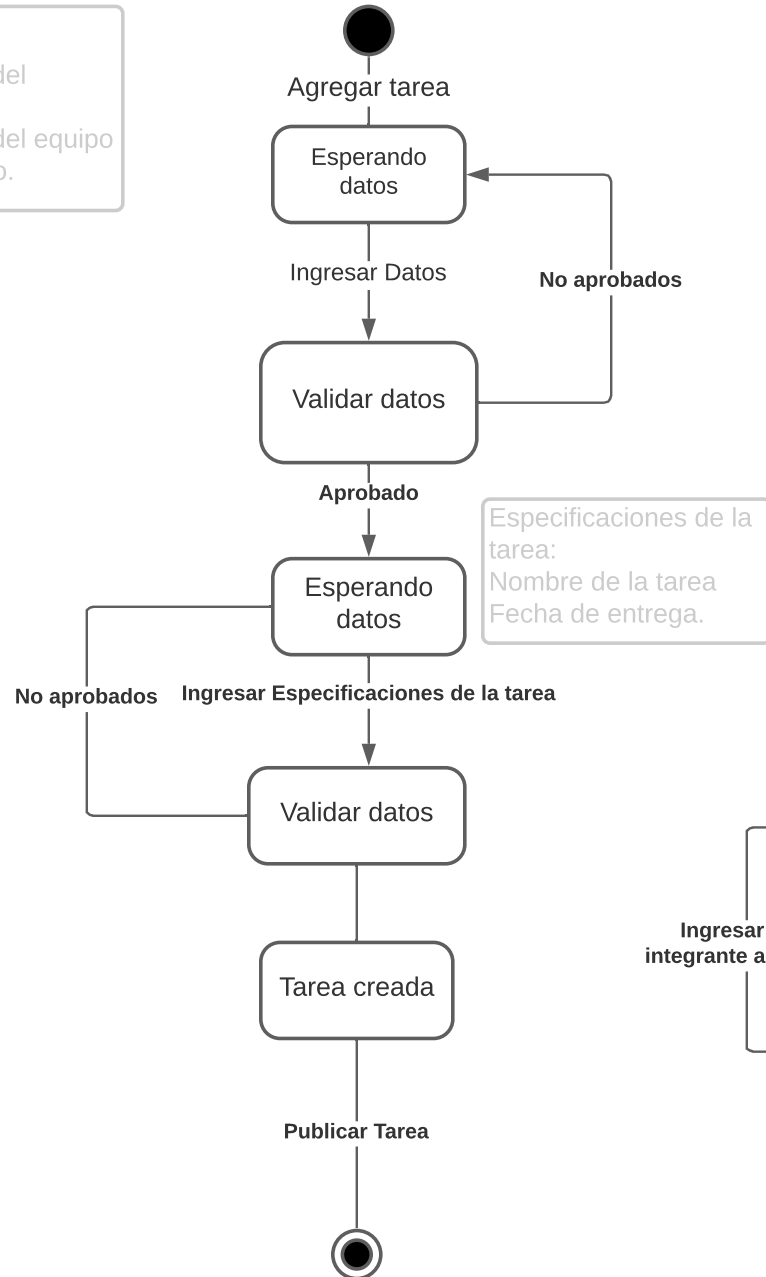 del
del equipo
o.
Agregar tarea
Esperando
datos
Ingresar Datos
No aprobados
Validar datos
Aprobado
Especificaciones de la
tarea:
Nombre de la tarea
Fecha de entrega.
Esperando
datos
No aprobados
Ingresar Especificaciones de la tarea
Validar datos
Ingresar
integrante a
Tarea creada
Publicar Tarea